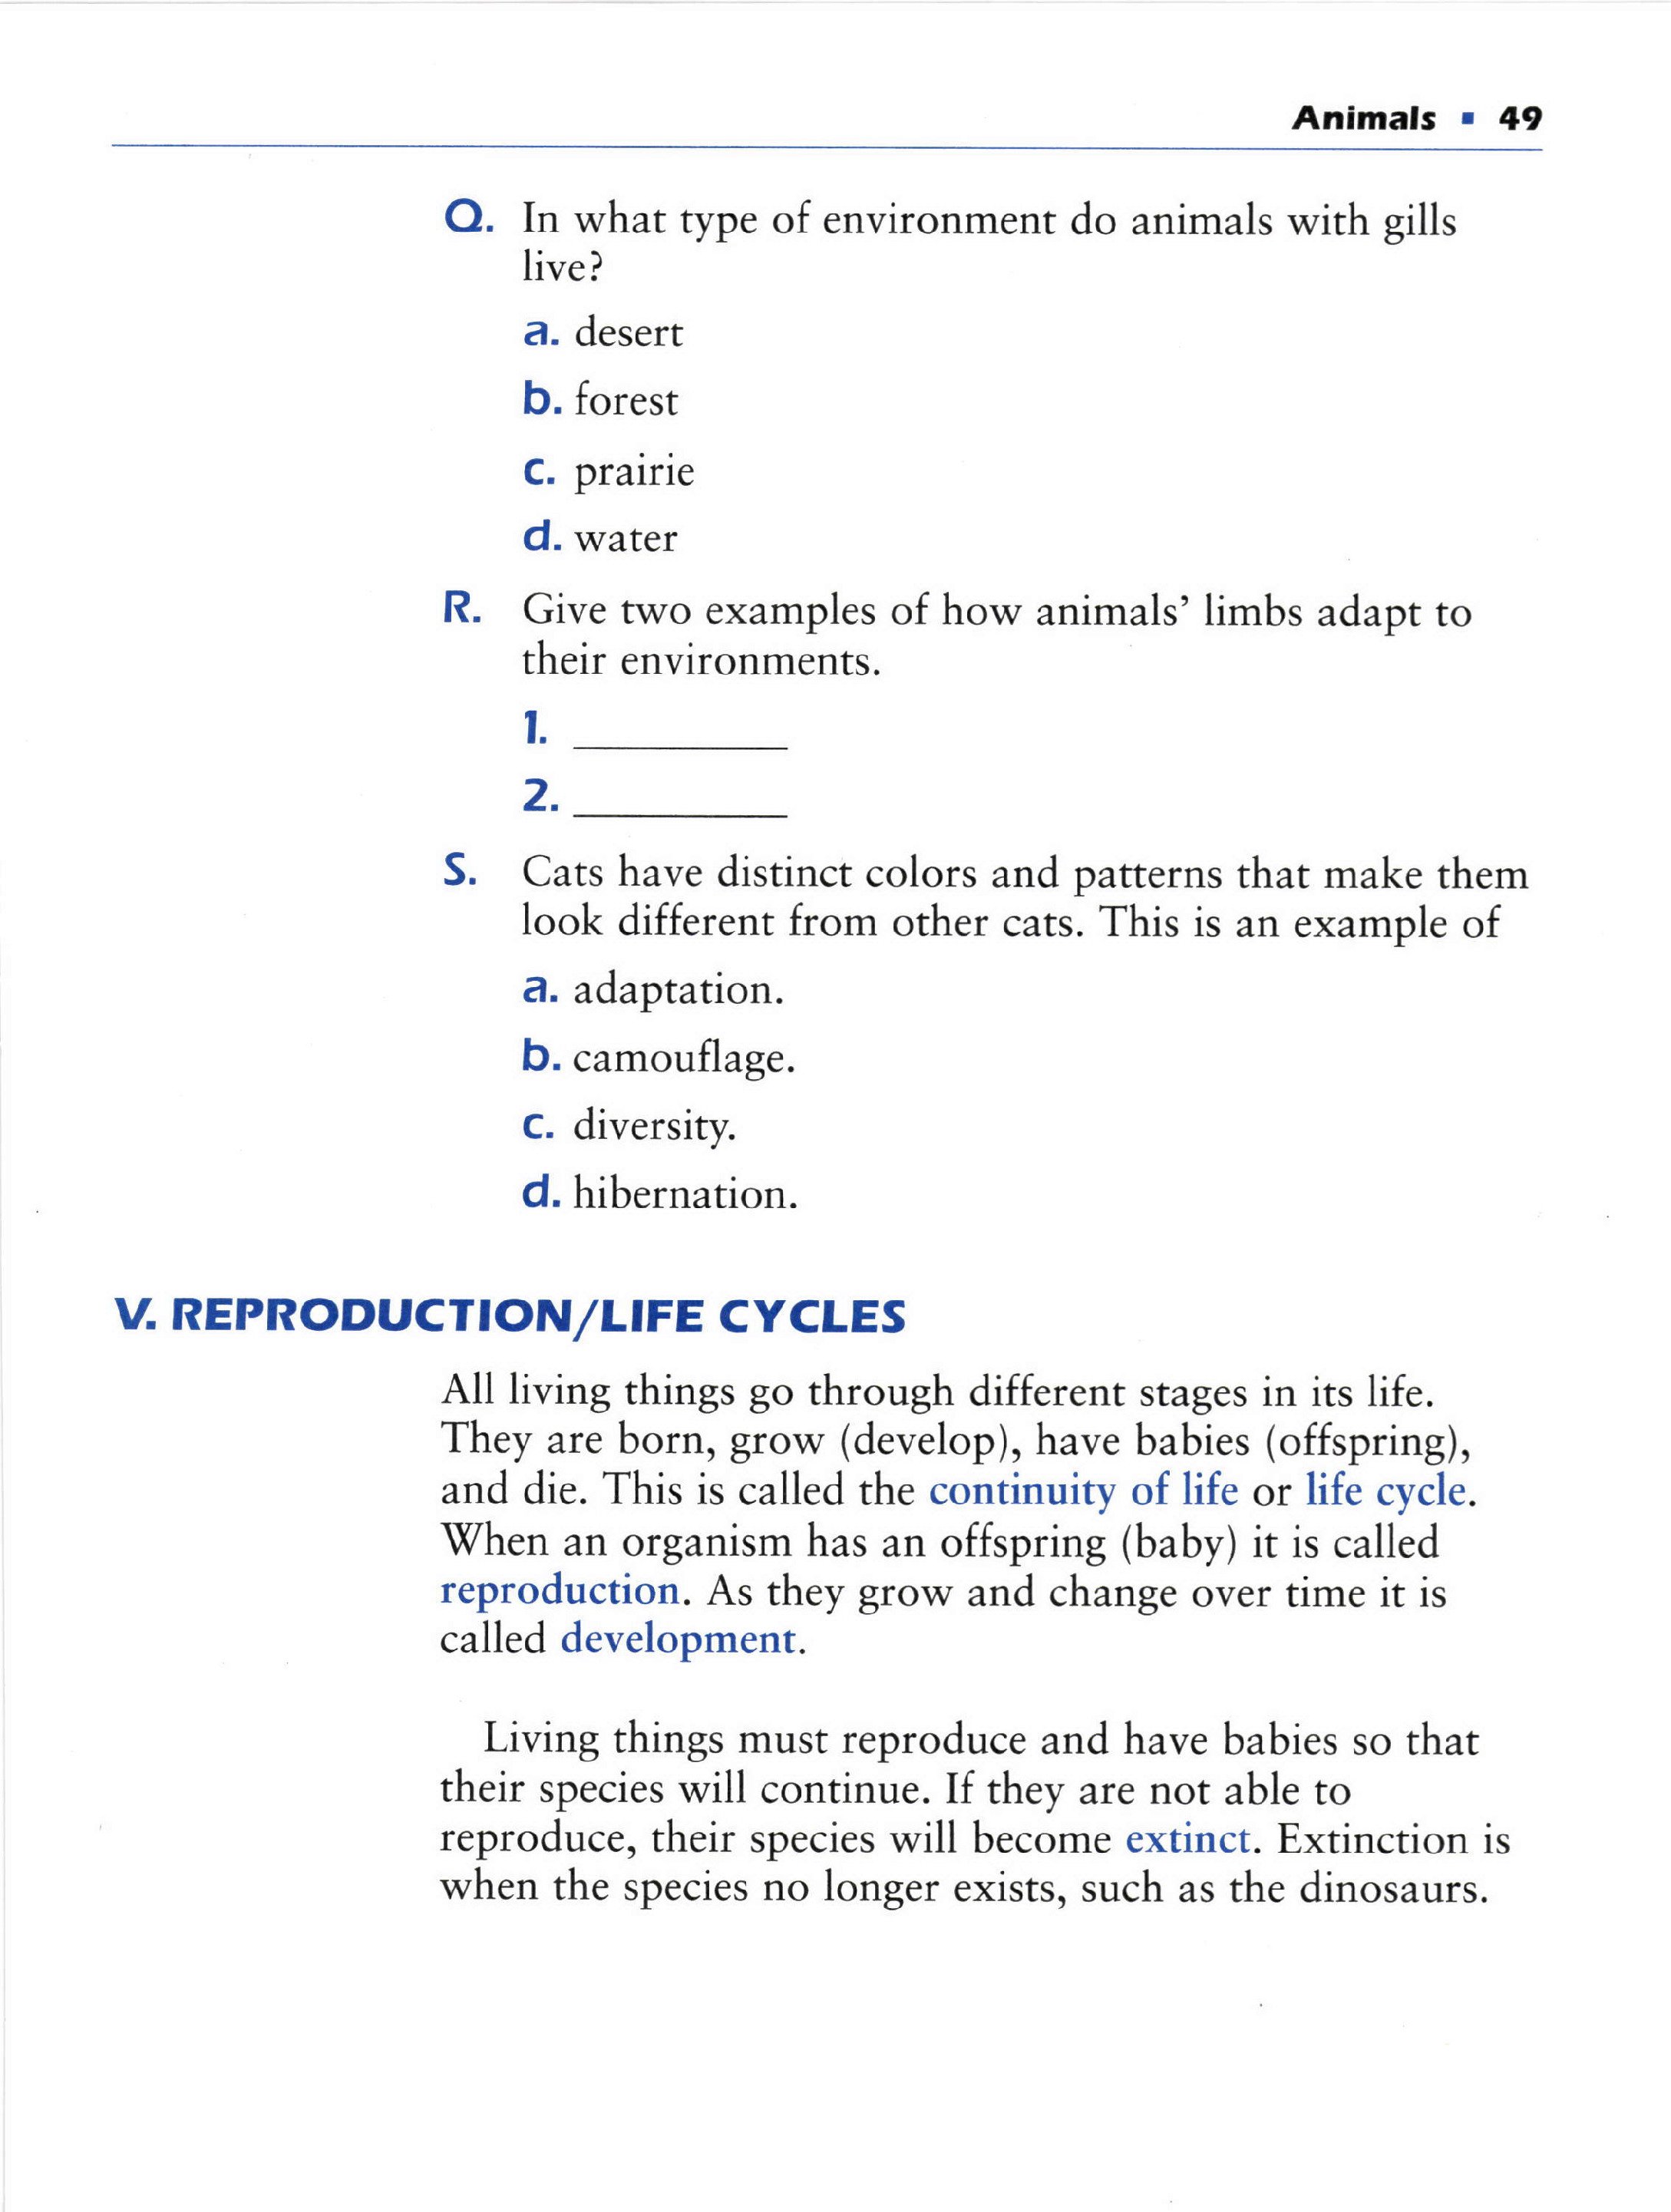 Animals ▪ 49
Q. In what type of environment do animals with gills
live?
a. desert
b. forest
c. prairie
d. water
R. Give two examples of how animals’ limbs adapt to
their environments.
1. __________
2. __________
S. Cats have distinct colors and patterns that make them
look different from other cats. This is an example of
a. adaptation.
b. camouflage.
c. diversity.
d. hibernation.
V. REPRODUCTION/LIFE CYCLES
All living things go through different stages in its life.
They are born, grow (develop), have babies (offspring),
and die. This is called the continuity of life or life cycle.
When an organism has an offspring (baby) it is called
reproduction. As they grow and change over time it is
called development.
Living things must reproduce and have babies so that
their species will continue. If they are not able to
reproduce, their species will become extinct. Extinction is
when the species no longer exists, such as the dinosaurs.